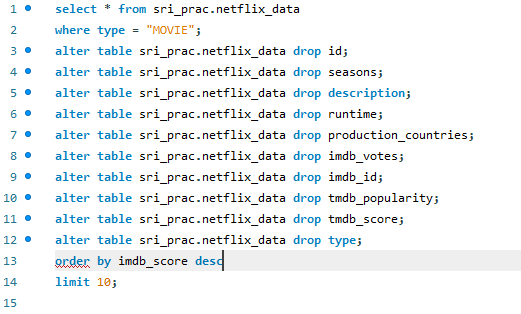 1 select * from sri_prac.netflix_data
2 where type = "MOVIE";
3 alter table sri_prac.netflix_data drop id;
4 alter table sri_prac.netflix_data drop seasons;
5 alter table sri_prac.netflix_data drop description;
6 alter table sri_prac.netflix_data drop runtime;
7 alter table sri_prac.netflix_data drop production_countries;
8 alter table sri_prac.netflix_data drop imdb_votes;
9 alter table sri_prac.netflix_data drop imdb_id;
10 alter table sri_prac.netflix_data drop tmdb_popularity;
11 alter table sri_prac.netflix_data drop tmdb_score;
12 alter table sri_prac.netflix_data drop type;
13 order by imdb_score desc
14 limit 10;
15